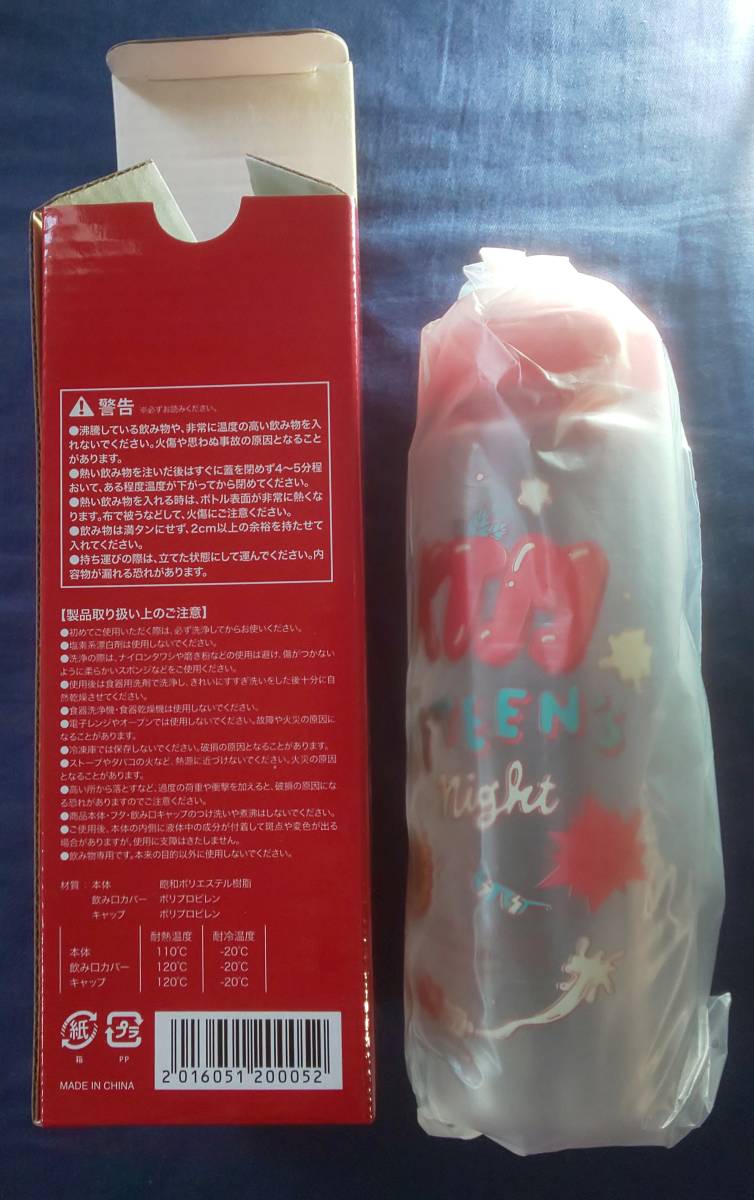 警告 ※必ずお読みください。
●沸騰している飲み物や、非常に温度の高い飲み物を入
れないでください。火傷や思わぬ事故の原因となること
があります。
●熱い飲み物を注いだ後はすぐに蓋を閉めず4〜5分程
おいて、ある程度温度が下がってから閉めてください。
●熱い飲み物を入れる時は、ボトル表面が非常に熱くな
ります。布で被うなどして、火傷にご注意ください。
●飲み物は満タンにせず、2cm以上の余裕を持たせて
入れてください。
●持ち運びの際は、立てた状態にして運んでください。内
容物が漏れる恐れがあります。
【製品取り扱い上のご注意】
●初めてご使用いただく際は、必ず洗浄してからお使いください。
●塩素系漂白剤は使用しないでください。
●洗浄の際は、ナイロンタワシや磨き粉などの使用は避け、傷がつかない
ように柔らかいスポンジなどをご使用ください。
●使用後は食器用洗剤で洗浄し、きれいにすすぎ洗いをした後十分に自
然乾燥させてください。
●食器洗浄機・食器乾燥機は使用しないでください。
●電子レンジやオーブンでは使用しないでください。故障や火災の原因に
なることがあります。
●冷凍庫では保存しないでください。破損の原因となることがあります。
●ストーブやタバコの火など、熱源に近づけないでください。火災の原因
となることがあります。
●高い所から落とすなど、過度の荷重や衝撃を加えると、破損の原因にな
る恐れがありますのでご注意ください。
●商品本体・フタ・飲み口キャップのつけ洗いや煮沸はしないでください。
●ご使用後、本体の内側に液体中の成分が付着して斑点や変色が出る
場合がありますが、使用に支障はきたしません。
●飲み物専用です。本来の目的以外に使用しないでください。
材質: 本体 飽和ポリエステル樹脂
飲み口カバー ポリプロピレン
キャップ ポリプロピレン
耐熱温度 耐冷温度
本体 110℃ -20℃
飲み口カバー 120℃ -20℃
キャップ 120℃ -20℃
紙 プラ
箱 PP
2 016051 200052
MADE IN CHINA
TEEN's
night